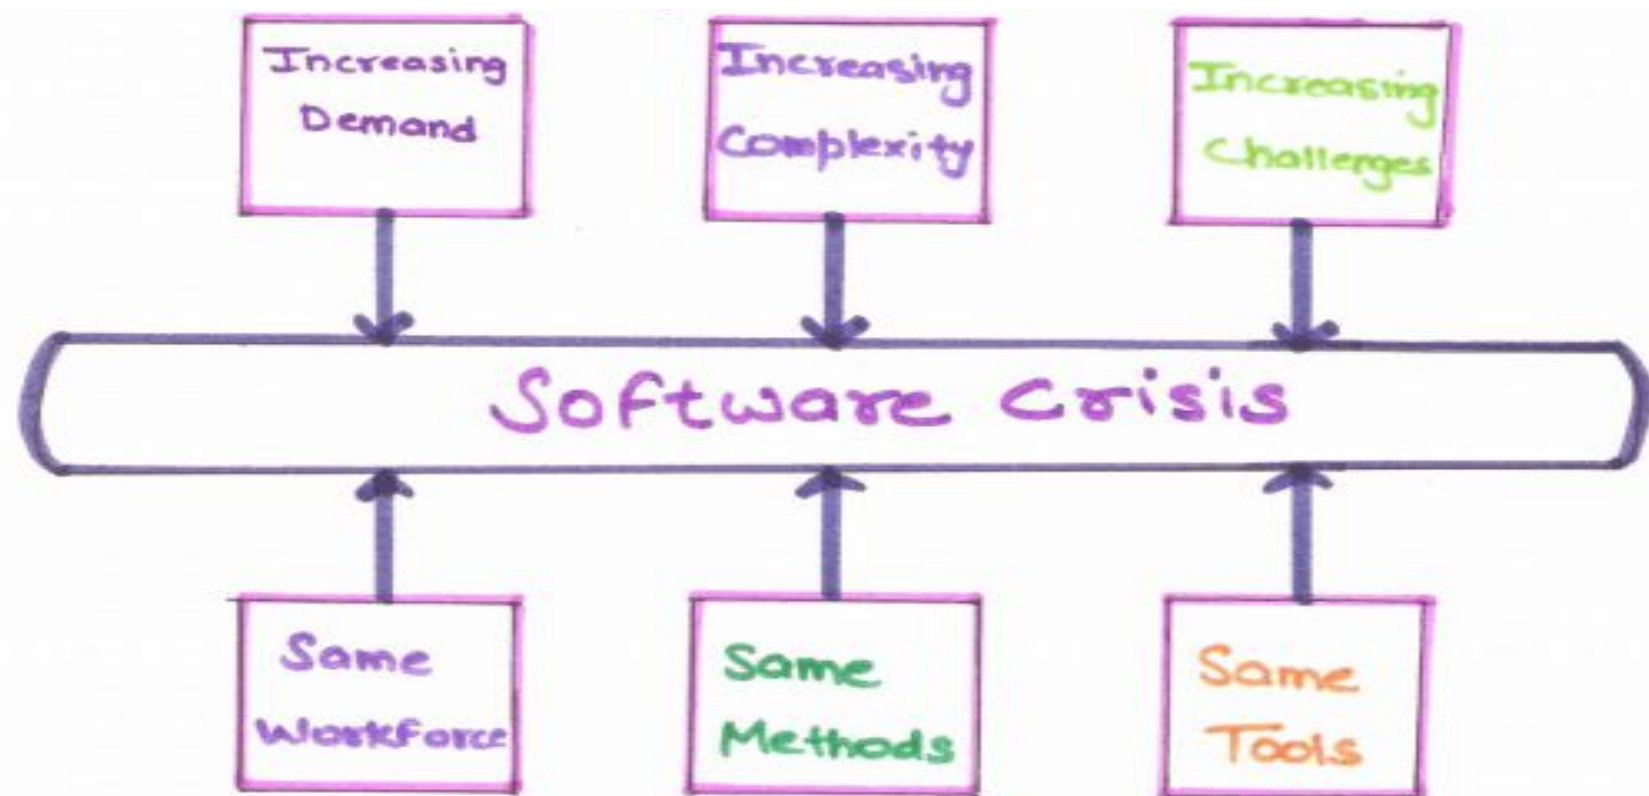 Increasing
Demand
Increasing
Complexity
Increasing
Challenges
Software Crisis
Same
Workforce
Same
Methods
Same
Tools